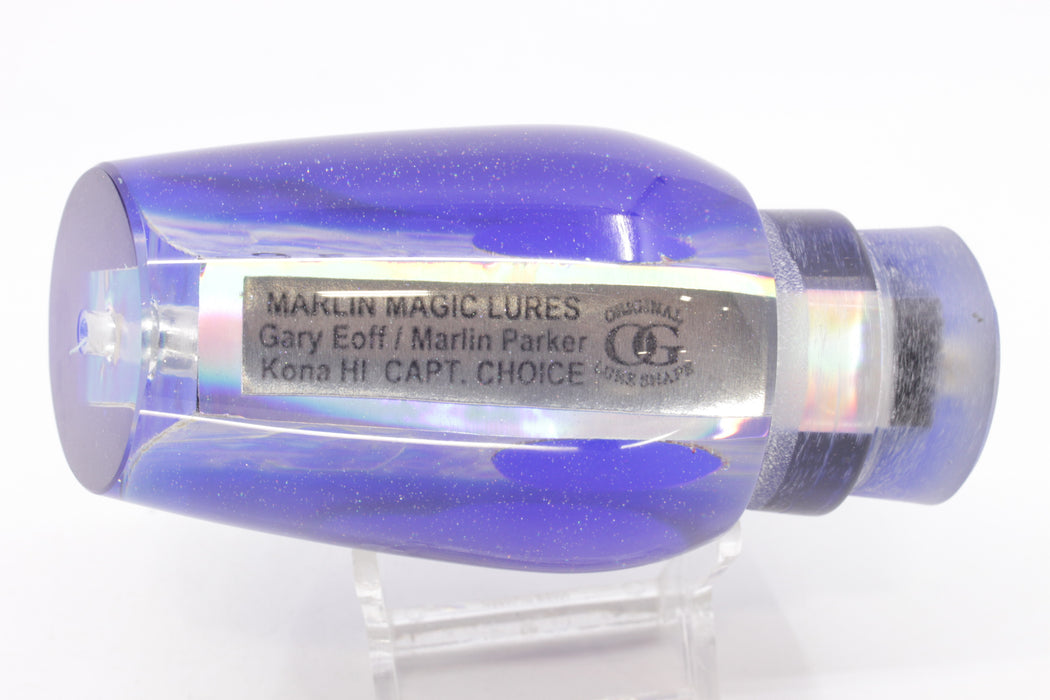 MARLIN MAGIC LURES
Gary Eoff / Marlin Parker
Kona HI CAPT. CHOICE
ORIGINAL
OG
LURE SHAPE